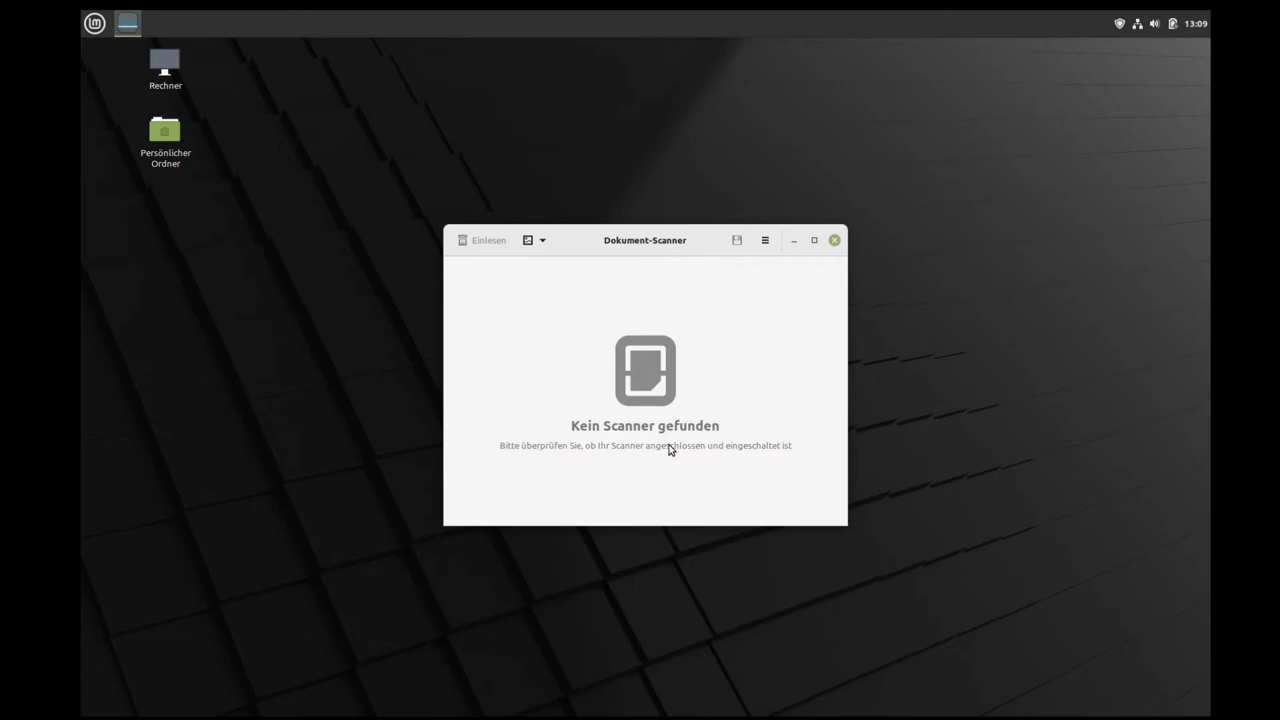 13:09
Rechner
Persönlicher
Ordner
Einlesen
Dokument-Scanner
Kein Scanner gefunden
Bitte überprüfen Sie, ob Ihr Scanner angeschlossen und eingeschaltet ist